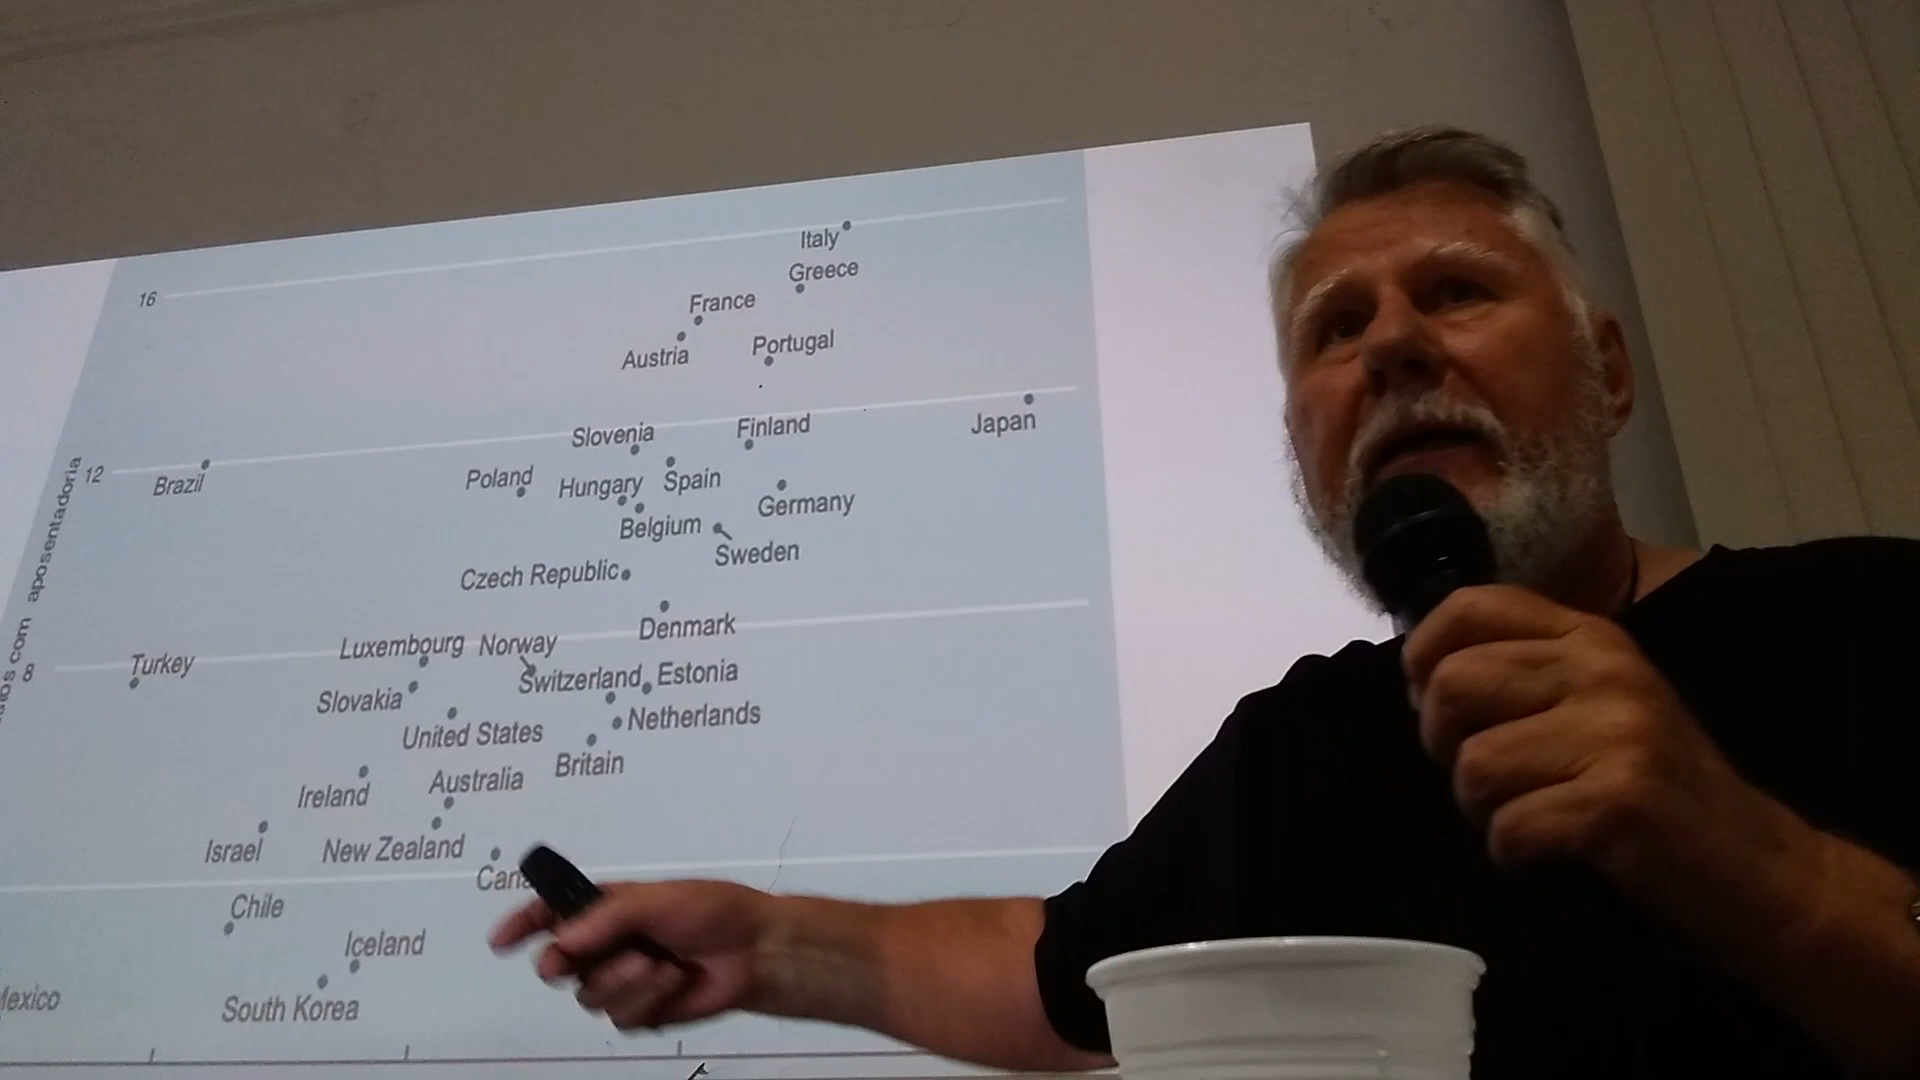 Italy
Greece
16
France
Austria
Portugal
Slovenia
Finland
Japan
12
Brazil
Poland
Hungary
Spain
Germany
Belgium
Sweden
Czech Republic
Denmark
Luxembourg
Norway
Turkey
8
Switzerland
Estonia
Slovakia
United States
Netherlands
Britain
Ireland
Australia
Israel
New Zealand
Chile
Iceland
South Korea
com aposentadoria